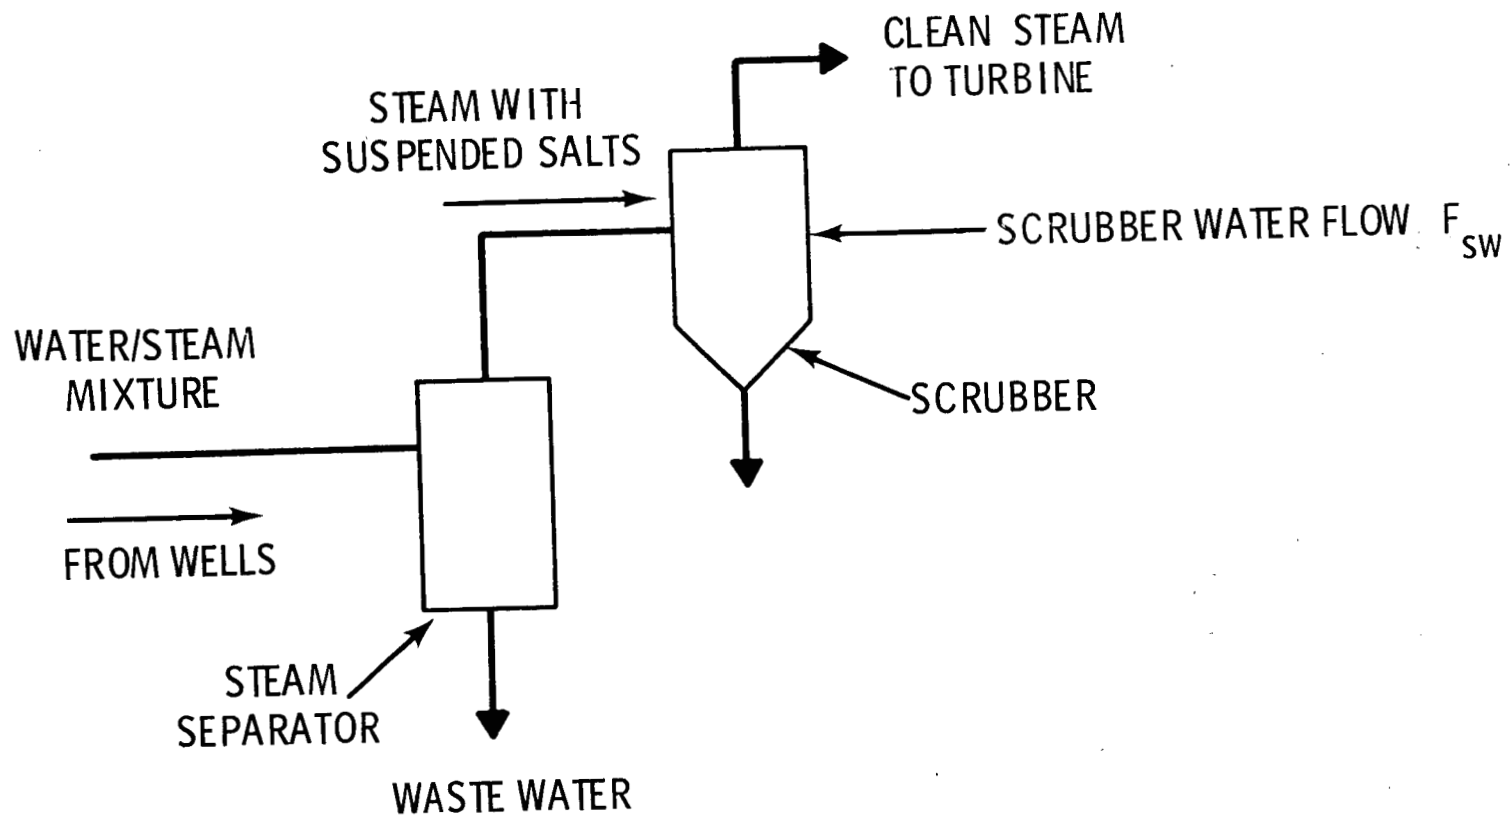 CLEAN STEAM
TO TURBINE
STEAM WITH
SUSPENDED SALTS
SCRUBBER WATER FLOW F_SW
WATER/STEAM
MIXTURE
SCRUBBER
FROM WELLS
STEAM
SEPARATOR
WASTE WATER